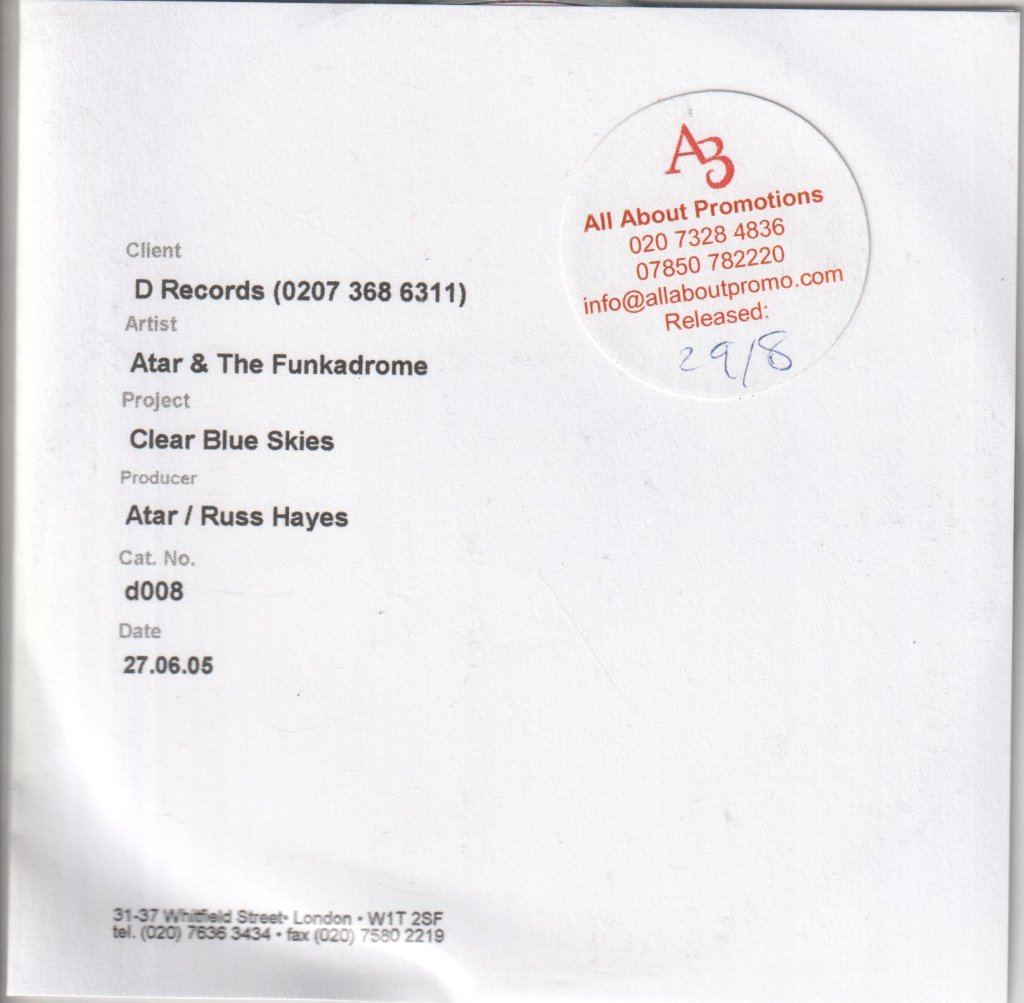 AB
All About Promotions
020 7328 4836
07850 782220
info@allaboutpromo.com
Released:
29/8
Client
D Records (0207 368 6311)
Artist
Atar & The Funkadrome
Project
Clear Blue Skies
Producer
Atar / Russ Hayes
Cat. No.
d008
Date
27.06.05
31-37 Whitfield Street• London • W1T 2SF
tel. (020) 7636 3434 • fax (020) 7580 2219